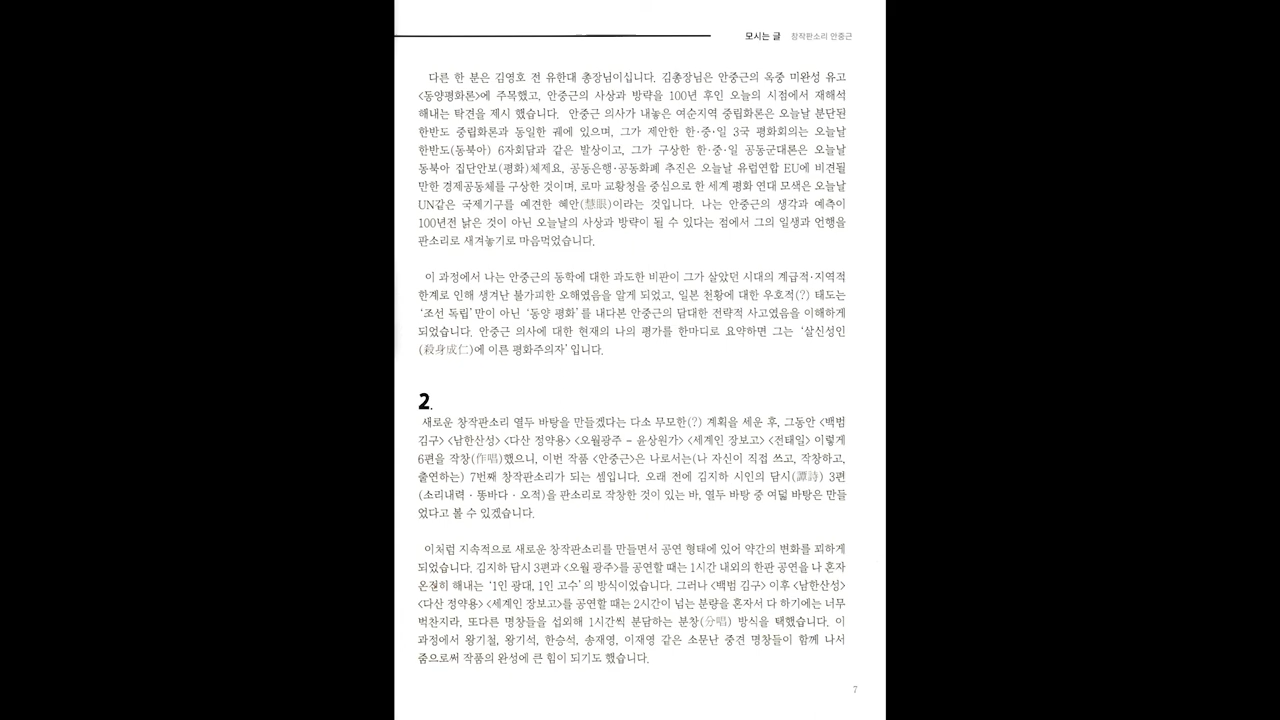 모시는 글 창작판소리 안중근
다른 한 분은 김영호 전 유한대 총장님이십니다. 김총장님은 안중근의 옥중 미완성 유고
<동양평화론>에 주목했고, 안중근의 사상과 방략을 100년 후인 오늘의 시점에서 재해석
해내는 탁견을 제시 했습니다. 안중근 의사가 내놓은 여순지역 중립화론은 오늘날 분단된
한반도 중립화론과 동일한 궤에 있으며, 그가 제안한 한·중·일 3국 평화회의는 오늘날
한반도(동북아) 6자회담과 같은 발상이고, 그가 구상한 한·중·일 공동군대론은 오늘날
동북아 집단안보(평화)체제요, 공동은행·공동화폐 추진은 오늘날 유럽연합 EU에 비견될
만한 경제공동체를 구상한 것이며, 로마 교황청을 중심으로 한 세계 평화 연대 모색은 오늘날
UN같은 국제기구를 예견한 혜안(慧眼)이라는 것입니다. 나는 안중근의 생각과 예측이
100년전 낡은 것이 아닌 오늘날의 사상과 방략이 될 수 있다는 점에서 그의 일생과 언행을
판소리로 새겨놓기로 마음먹었습니다.
이 과정에서 나는 안중근의 동학에 대한 과도한 비판이 그가 살았던 시대의 계급적·지역적
한계로 인해 생겨난 불가피한 오해였음을 알게 되었고, 일본 천황에 대한 우호적(?) 태도는
‘조선 독립’만이 아닌 ‘동양 평화’를 내다본 안중근의 담대한 전략적 사고였음을 이해하게
되었습니다. 안중근 의사에 대한 현재의 나의 평가를 한마디로 요약하면 그는 ‘살신성인
(殺身成仁)에 이른 평화주의자’입니다.
2.
새로운 창작판소리 열두 바탕을 만들겠다는 다소 무모한(?) 계획을 세운 후, 그동안 <백범
김구> <남한산성> <다산 정약용> <오월광주 – 윤상원가> <세계인 장보고> <전태일> 이렇게
6편을 작창(作唱)했으니, 이번 작품 <안중근>은 나로서는(나 자신이 직접 쓰고, 작창하고,
출연하는) 7번째 창작판소리가 되는 셈입니다. 오래 전에 김지하 시인의 담시(譚詩) 3편
(소리내력 · 똥바다 · 오적)을 판소리로 작창한 것이 있는 바, 열두 바탕 중 여덟 바탕은 만들
었다고 볼 수 있겠습니다.
이처럼 지속적으로 새로운 창작판소리를 만들면서 공연 형태에 있어 약간의 변화를 꾀하게
되었습니다. 김지하 담시 3편과 <오월 광주>를 공연할 때는 1시간 내외의 한판 공연을 나 혼자
온젆히 해내는 ‘1인 광대, 1인 고수’의 방식이었습니다. 그러나 <백범 김구> 이후 <남한산성>
<다산 정약용> <세계인 장보고>를 공연할 때는 2시간이 넘는 분량을 혼자서 다 하기에는 너무
벅찬지라, 또다른 명창들을 섭외해 1시간씩 분담하는 분창(分唱) 방식을 택했습니다. 이
과정에서 왕기철, 왕기석, 한승석, 송재영, 이재영 같은 소문난 중견 명창들이 함께 나서
줌으로써 작품의 완성에 큰 힘이 되기도 했습니다.
7